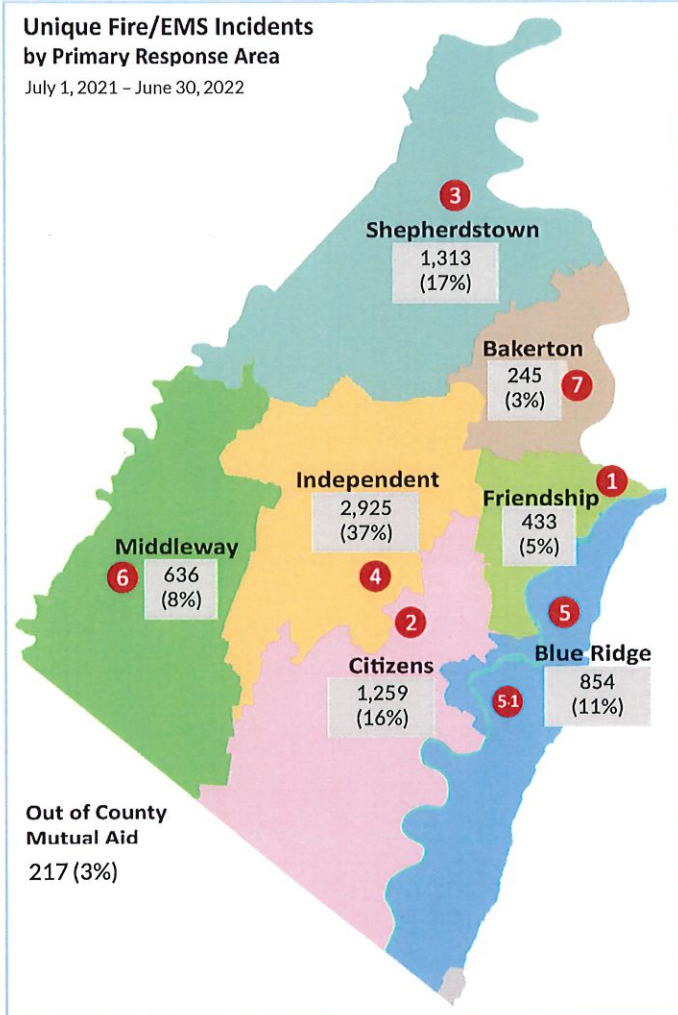 Unique Fire/EMS Incidents
by Primary Response Area
July 1, 2021 – June 30, 2022
3
Shepherdstown
1,313
(17%)
Bakerton
245
(3%)
7
Independent
2,925
(37%)
4
1
Friendship
433
(5%)
Middleway
6
636
(8%)
2
Citizens
1,259
(16%)
5
Blue Ridge
854
(11%)
5-1
Out of County
Mutual Aid
217 (3%)